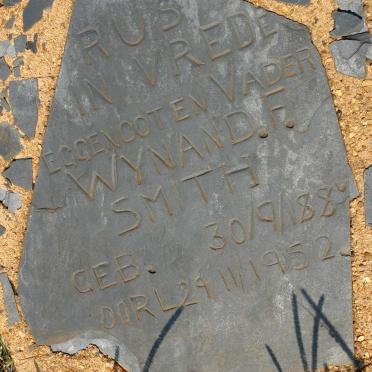 RUS
IN VREDE
EGGENOOT EN VADER
WYNAND. F.
SMITH
GEB. 30/9/188
OORL 29/11/1952.